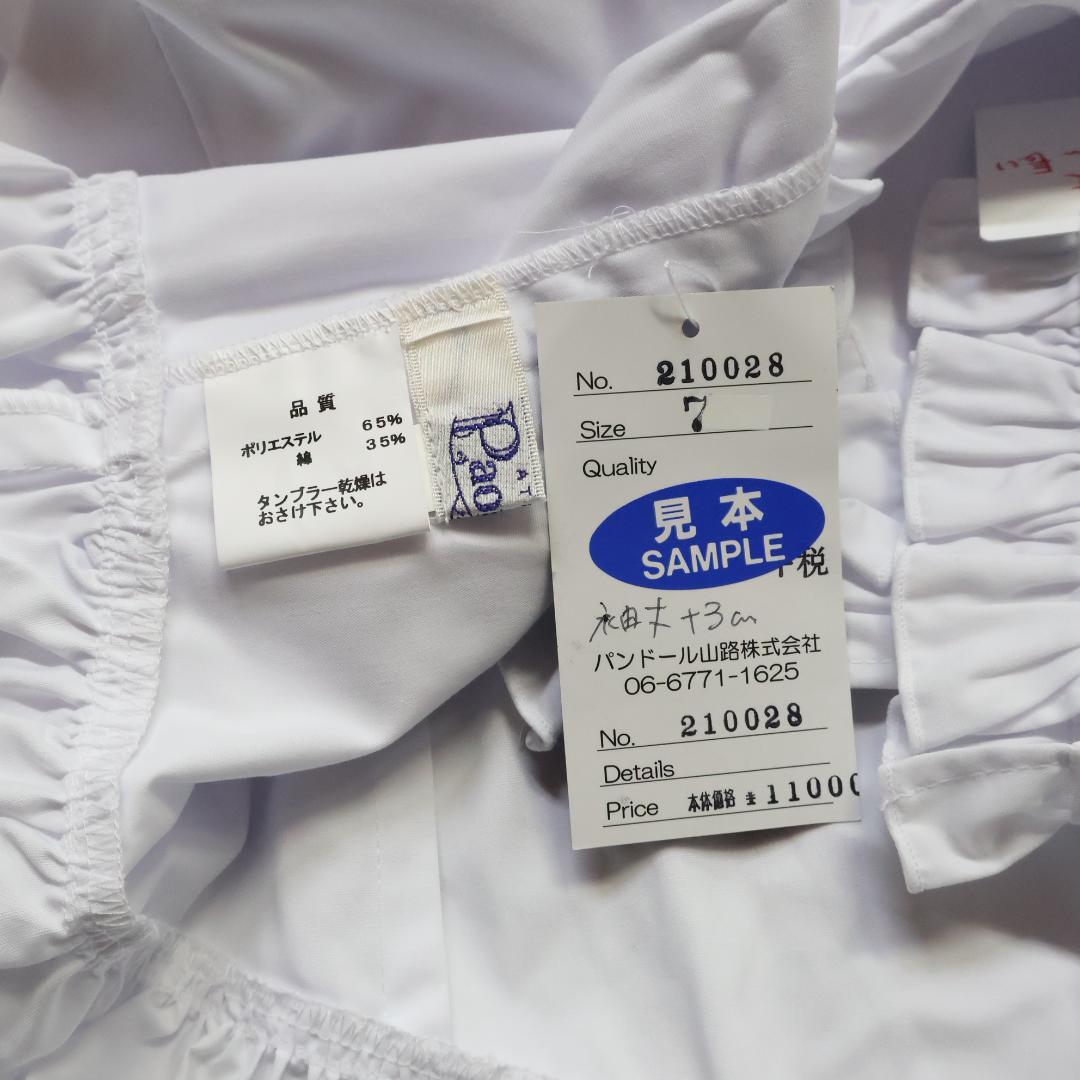 品質
ポリエステル 65%
綿 35%
タンブラー乾燥は
おさけ下さい。
Pao
AT
No. 210028
Size 7
Quality
見本
SAMPLE
税
袖丈+3cm
パンドール山路株式会社
06-6771-1625
No. 210028
Details
Price 本体価格 ¥11000